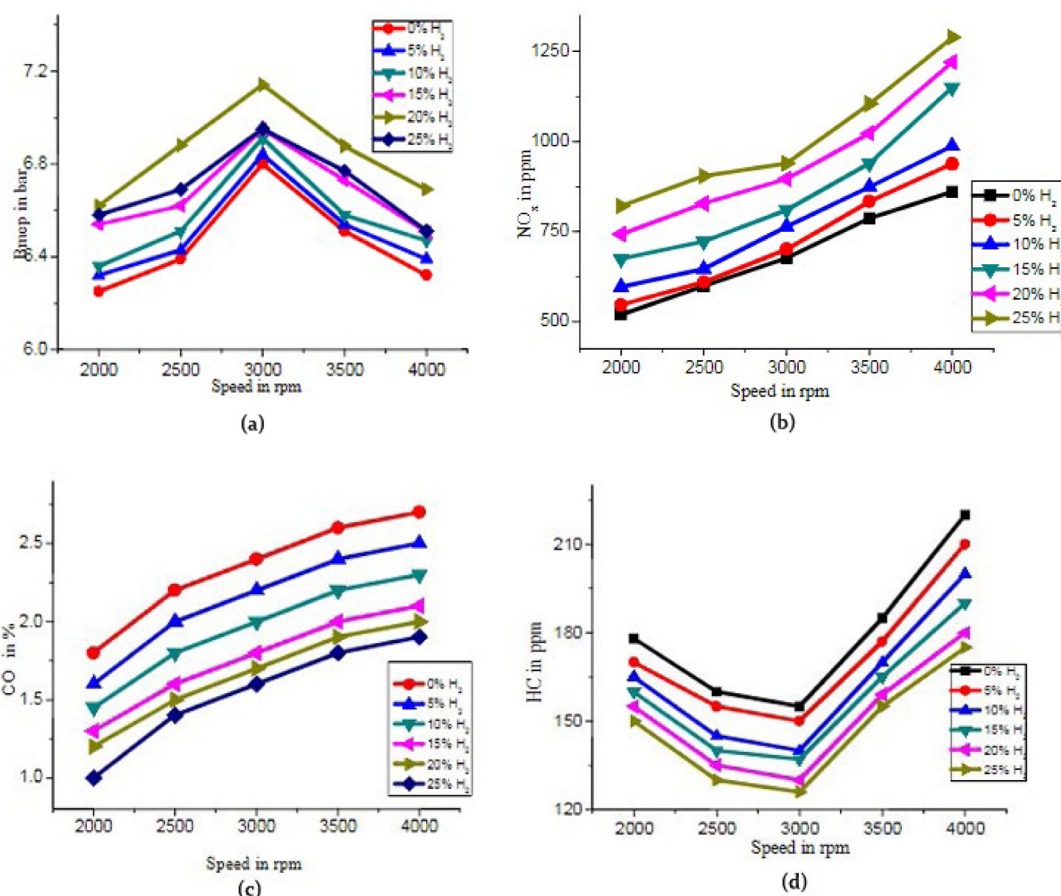 0% H₂
5% H₂
10% H₂
15% H₂
20% H₂
25% H₂
7.2
6.8
6.4
6.0
Bmep in bar
2000 2500 3000 3500 4000
Speed in rpm
(a)
1250
1000
750
500
NOₓ in ppm
0% H₂
5% H₂
10% H
15% H
20% H
25% H
2000 2500 3000 3500 4000
Speed in rpm
(b)
2.5
2.0
1.5
1.0
CO in %
0% H₂
5% H₂
10% H₂
15% H₂
20% H₂
25% H₂
2000 2500 3000 3500 4000
Speed in rpm
(c)
210
180
150
120
HC in ppm
0% H₂
5% H₂
10% H₂
15% H₂
20% H₂
25% H₂
2000 2500 3000 3500 4000
Speed in rpm
(d)